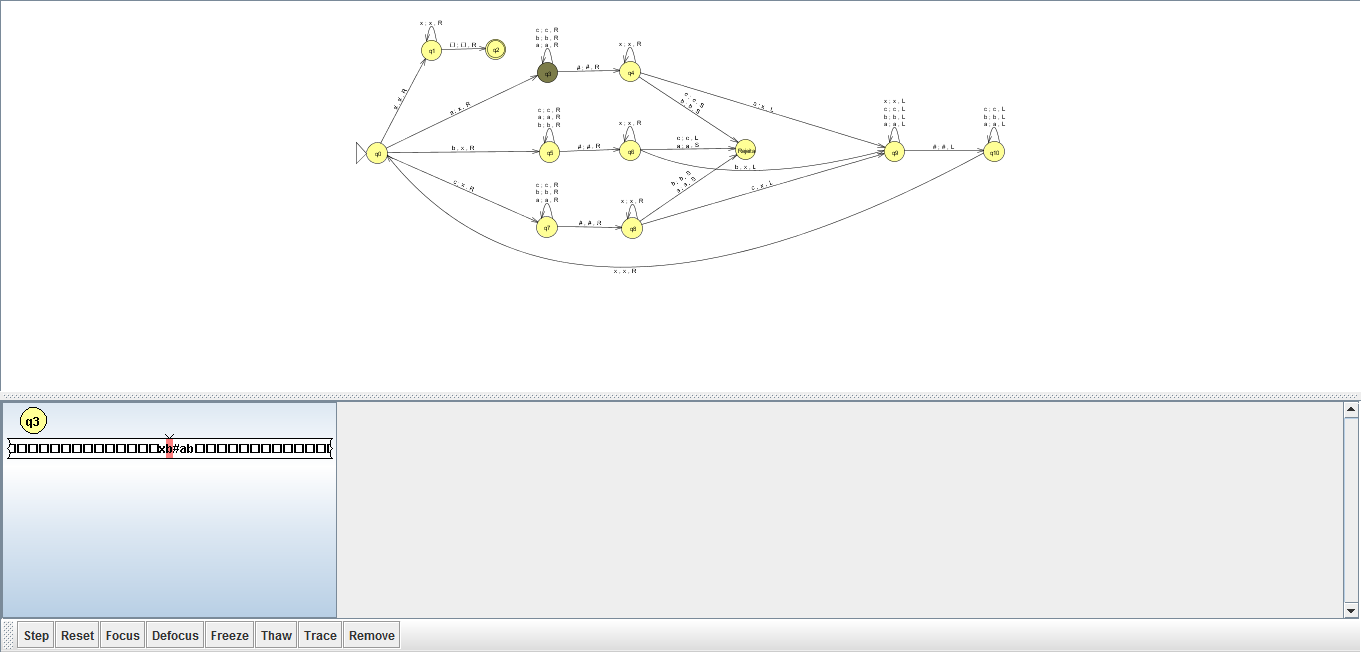 x ; x , R
q1
□ ; □ , R
q2
c ; c , R
b ; b , R
a ; a , R
q3
#; #, R
x ; x , R
q4
a ; x , R
c ; x , L
c ; c , R
a ; a , R
b ; b , R
x ; x , R
c ; c , L
a ; a , S
x ; x , L
c ; c , L
b ; b , L
a ; a , L
c ; c , L
b ; b , L
a ; a , L
q0
b ; x , R
q5
#; #, R
q6
Rejeita
b ; x , L
q9
#; #, L
q10
c ; x , R
c ; c , R
b ; b , R
a ; a , R
q7
#; #, R
x ; x , R
q8
c ; x , L
x ; x , R
q3
xb#ab
Step Reset Focus Defocus Freeze Thaw Trace Remove